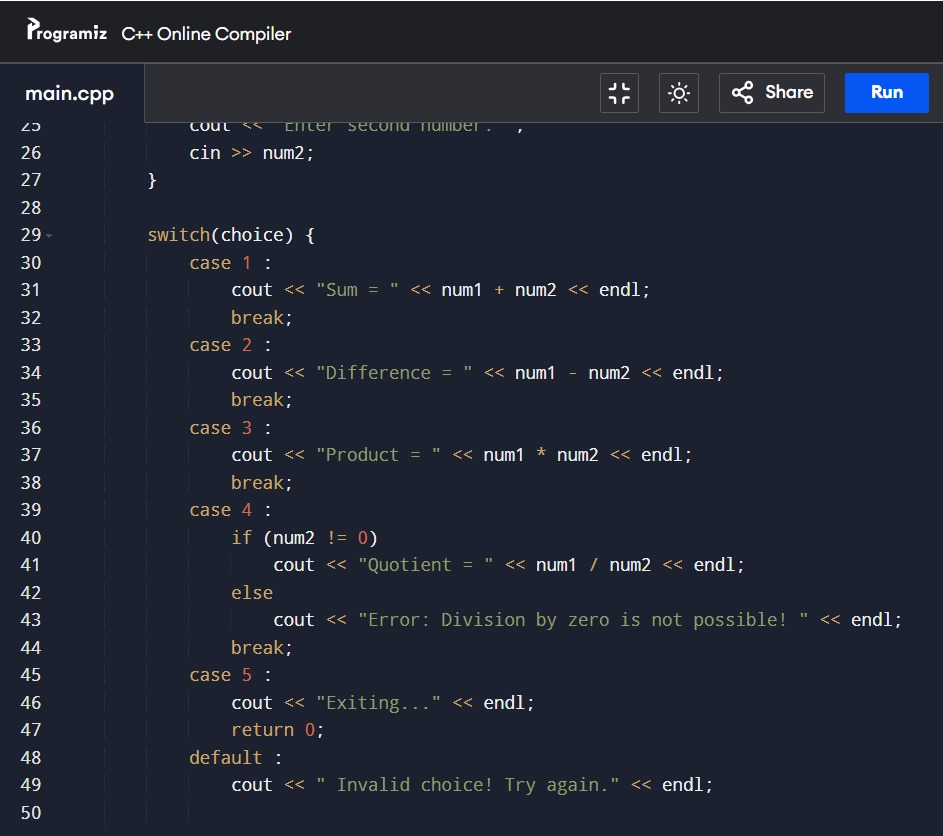 Programiz C++ Online Compiler
main.cpp Share Run
25 cout << "Enter second number: ";
26 cin >> num2;
27 }
28
29 switch(choice) {
30 case 1 :
31 cout << "Sum = " << num1 + num2 << endl;
32 break;
33 case 2 :
34 cout << "Difference = " << num1 - num2 << endl;
35 break;
36 case 3 :
37 cout << "Product = " << num1 * num2 << endl;
38 break;
39 case 4 :
40 if (num2 != 0)
41 cout << "Quotient = " << num1 / num2 << endl;
42 else
43 cout << "Error: Division by zero is not possible! " << endl;
44 break;
45 case 5 :
46 cout << "Exiting..." << endl;
47 return 0;
48 default :
49 cout << " Invalid choice! Try again." << endl;
50